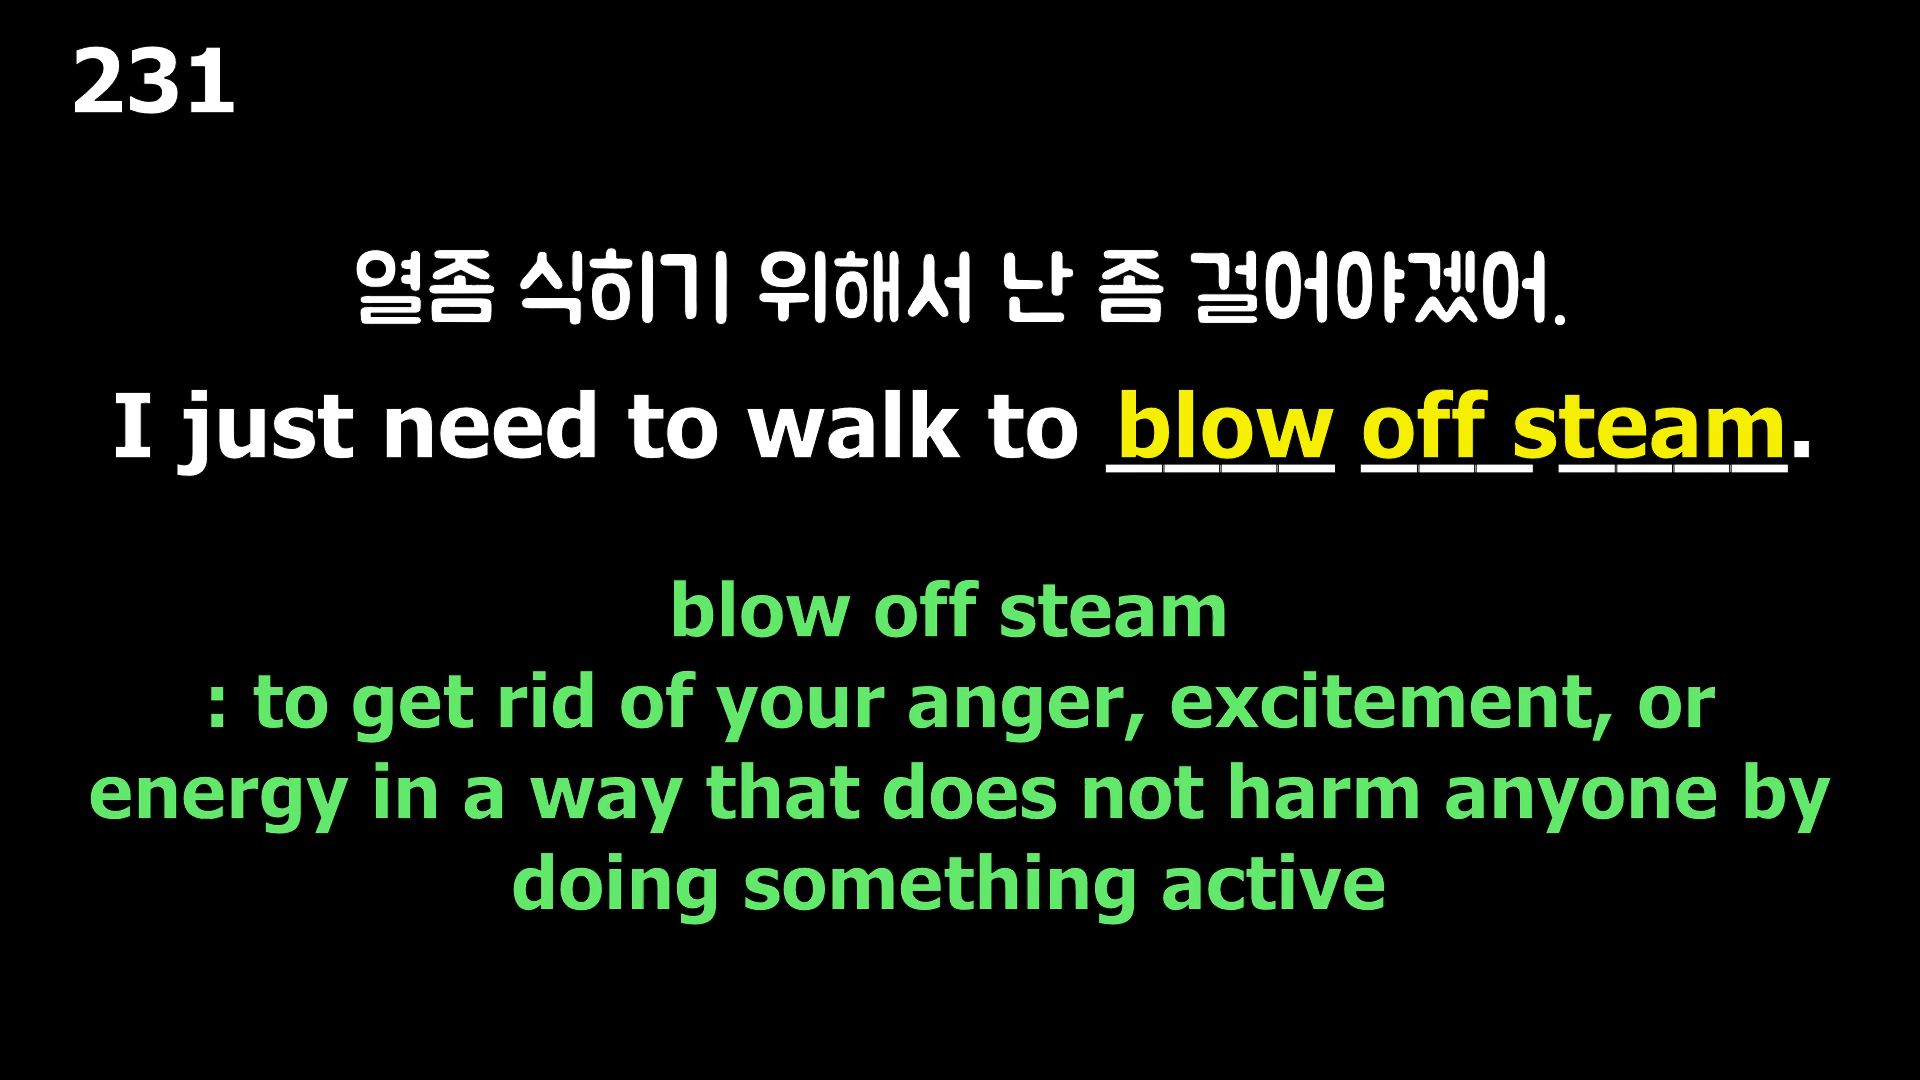 231
열좀 식히기 위해서 난 좀 걸어야겠어.
I just need to walk to blow off steam.
blow off steam
: to get rid of your anger, excitement, or
energy in a way that does not harm anyone by
doing something active